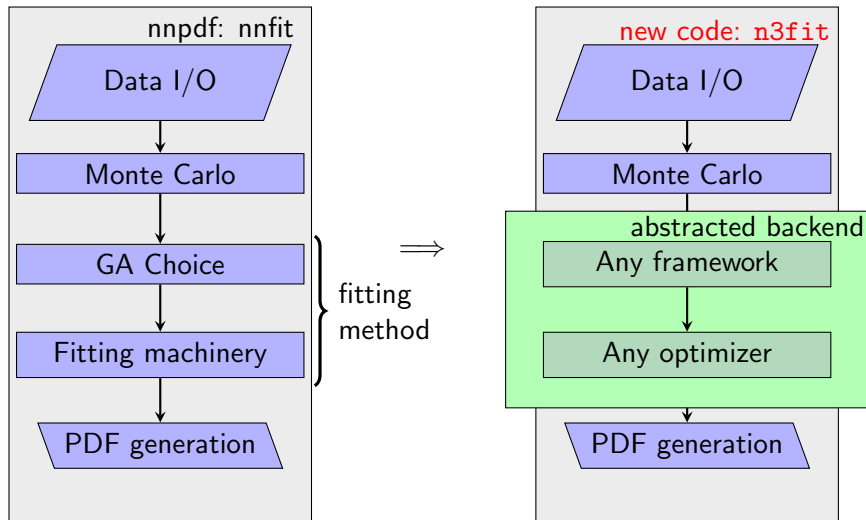 nnpdf: nnfit
Data I/O
Monte Carlo
GA Choice
Fitting machinery
PDF generation
fitting
method
⟹
new code: n3fit
Data I/O
Monte Carlo
abstracted backend
Any framework
Any optimizer
PDF generation